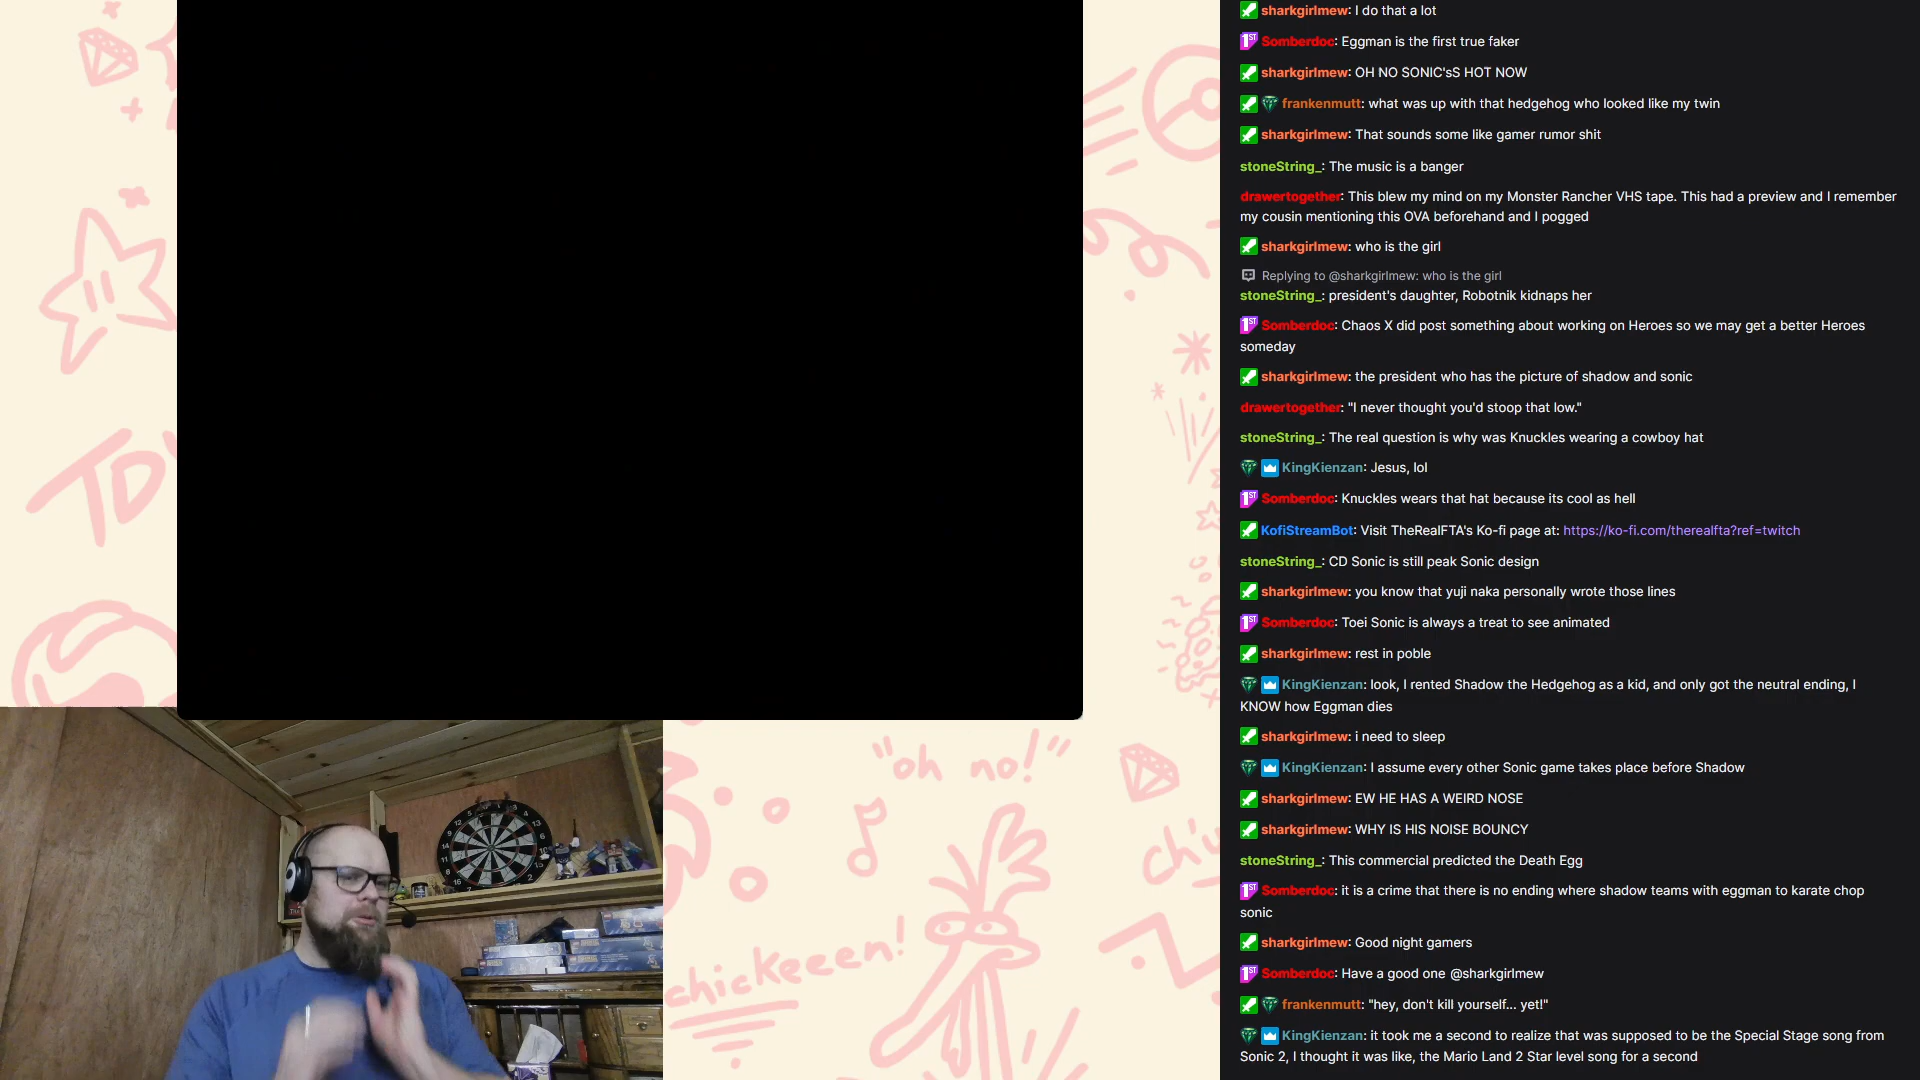 sharkgirlmew: I do that a lot
Somberdoc: Eggman is the first true faker
sharkgirlmew: OH NO SONIC'sS HOT NOW
frankenmutt: what was up with that hedgehog who looked like my twin
sharkgirlmew: That sounds some like gamer rumor shit
stoneString_: The music is a banger
drawertogether: This blew my mind on my Monster Rancher VHS tape. This had a preview and I remember
my cousin mentioning this OVA beforehand and I pogged
sharkgirlmew: who is the girl
Replying to @sharkgirlmew: who is the girl
stoneString_: president's daughter, Robotnik kidnaps her
Somberdoc: Chaos X did post something about working on Heroes so we may get a better Heroes
someday
sharkgirlmew: the president who has the picture of shadow and sonic
drawertogether: "I never thought you'd stoop that low."
stoneString_: The real question is why was Knuckles wearing a cowboy hat
KingKienzan: Jesus, lol
Somberdoc: Knuckles wears that hat because its cool as hell
KofiStreamBot: Visit TheRealFTA's Ko-fi page at: https://ko-fi.com/therealfta?ref=twitch
stoneString_: CD Sonic is still peak Sonic design
sharkgirlmew: you know that yuji naka personally wrote those lines
Somberdoc: Toei Sonic is always a treat to see animated
sharkgirlmew: rest in poble
KingKienzan: look, I rented Shadow the Hedgehog as a kid, and only got the neutral ending, I
KNOW how Eggman dies
sharkgirlmew: i need to sleep
KingKienzan: I assume every other Sonic game takes place before Shadow
sharkgirlmew: EW HE HAS A WEIRD NOSE
sharkgirlmew: WHY IS HIS NOISE BOUNCY
stoneString_: This commercial predicted the Death Egg
Somberdoc: it is a crime that there is no ending where shadow teams with eggman to karate chop
sonic
sharkgirlmew: Good night gamers
Somberdoc: Have a good one @sharkgirlmew
frankenmutt: "hey, don't kill yourself... yet!"
KingKienzan: it took me a second to realize that was supposed to be the Special Stage song from
Sonic 2, I thought it was like, the Mario Land 2 Star level song for a second
"oh no!"
chickeeen!